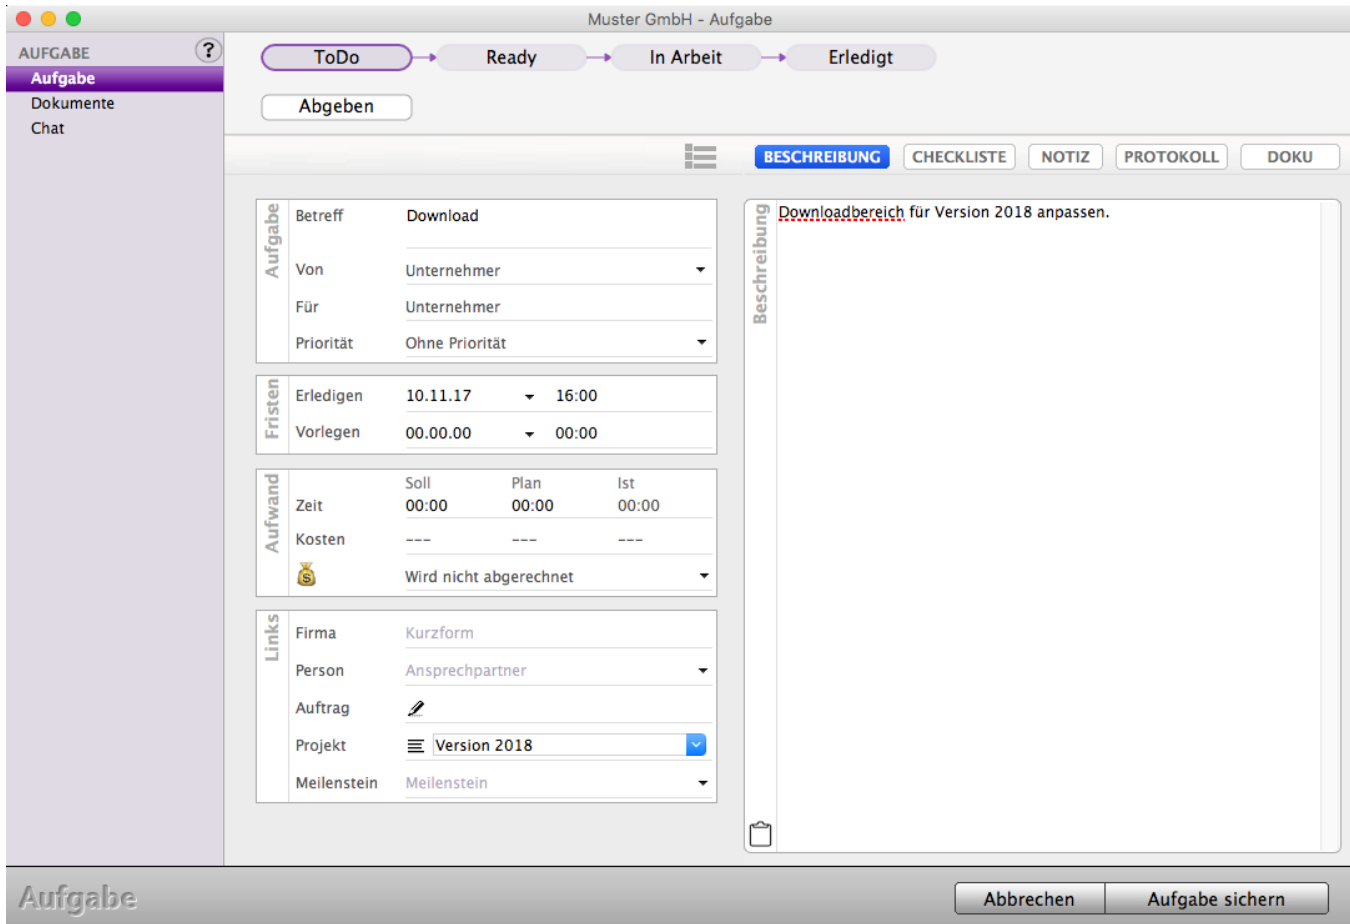 Muster GmbH - Aufgabe
AUFGABE ?
Aufgabe
Dokumente
Chat
ToDo Ready In Arbeit Erledigt
Abgeben
BESCHREIBUNG CHECKLISTE NOTIZ PROTOKOLL DOKU
Aufgabe
Betreff Download
Von Unternehmer
Für Unternehmer
Priorität Ohne Priorität
Fristen
Erledigen 10.11.17 16:00
Vorlegen 00.00.00 00:00
Aufwand
Soll Plan Ist
Zeit 00:00 00:00 00:00
Kosten --- --- ---
$ Wird nicht abgerechnet
Links
Firma Kurzform
Person Ansprechpartner
Auftrag
Projekt Version 2018
Meilenstein Meilenstein
Beschreibung
Downloadbereich für Version 2018 anpassen.
Aufgabe
Abbrechen Aufgabe sichern